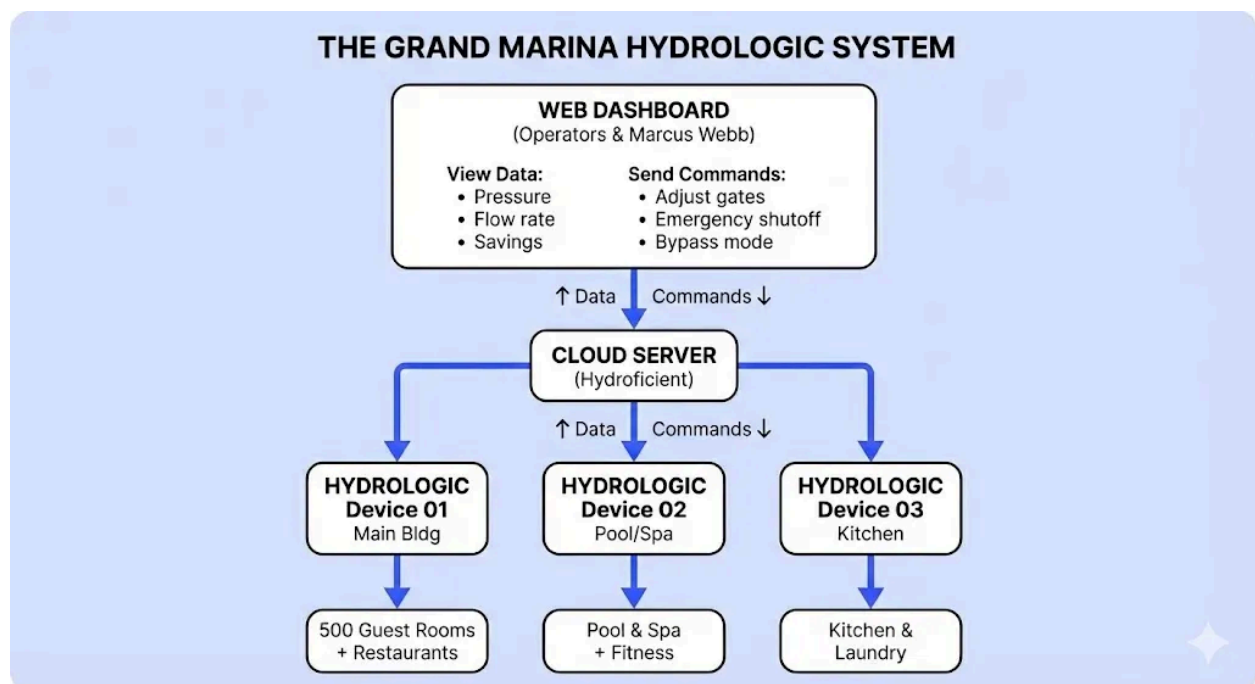 THE GRAND MARINA HYDROLOGIC SYSTEM
WEB DASHBOARD
(Operators & Marcus Webb)
View Data:
• Pressure
• Flow rate
• Savings
Send Commands:
• Adjust gates
• Emergency shutoff
• Bypass mode
↑ Data
Commands ↓
CLOUD SERVER
(Hydroficient)
↑ Data
Commands ↓
HYDROLOGIC
Device 01
Main Bldg
HYDROLOGIC
Device 02
Pool/Spa
HYDROLOGIC
Device 03
Kitchen
500 Guest Rooms
+ Restaurants
Pool & Spa
+ Fitness
Kitchen &
Laundry